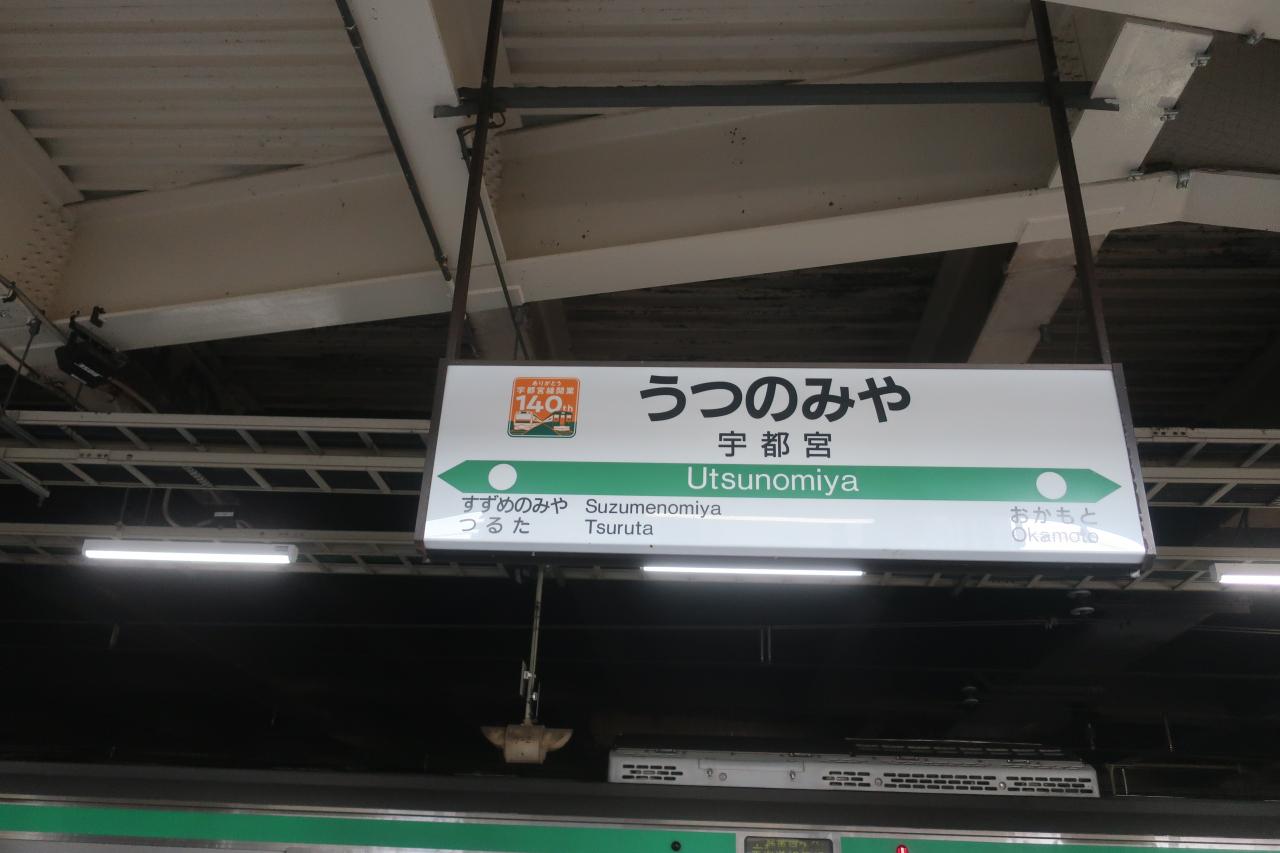 ありがとう
宇都宮線開業
140th
うつのみや
宇都宮
Utsunomiya
すずめのみや Suzumenomiya
つるた Tsuruta
おかもと
Okamoto